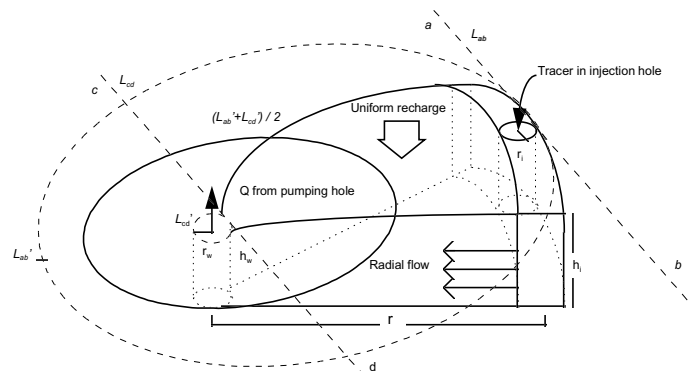 a
L_ab
c
L_cd
Tracer in injection hole
(L_ab'+L_cd') / 2
Uniform recharge
r_i
Q from pumping hole
L_cd'
L_ab'
r_w
h_w
Radial flow
h_i
b
r
d